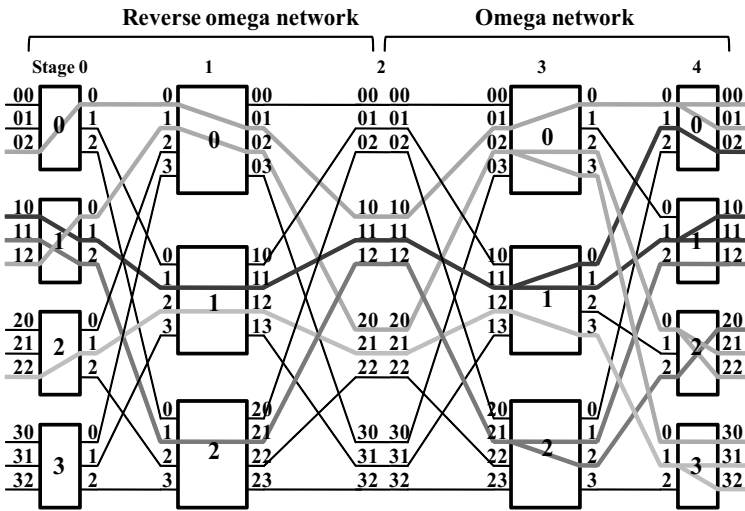 Reverse omega network Omega network
Stage 0 1 2 3 4
00 0 0 00 00 00 00 0 0 00
01 1 1 01 01 01 01 1 1 01
0 0 0 0
02 2 2 02 02 02 02 2 2 02
3 03 03 3
10 0 10 10 0 10
11 1 1 11 11 1 1 11
12 2 0 10 12 12 10 0 2 12
1 11 11 1
1 1
2 12 20 20 12 2
20 0 3 13 13 3 0 20
21 2 1 21 21 1 2 21
22 2 22 22 2 22
0 20 20 0
30 0 1 21 30 30 21 1 0 30
2 2
31 3 1 2 22 31 31 22 2 1 3 31
32 2 3 23 32 32 23 3 2 32